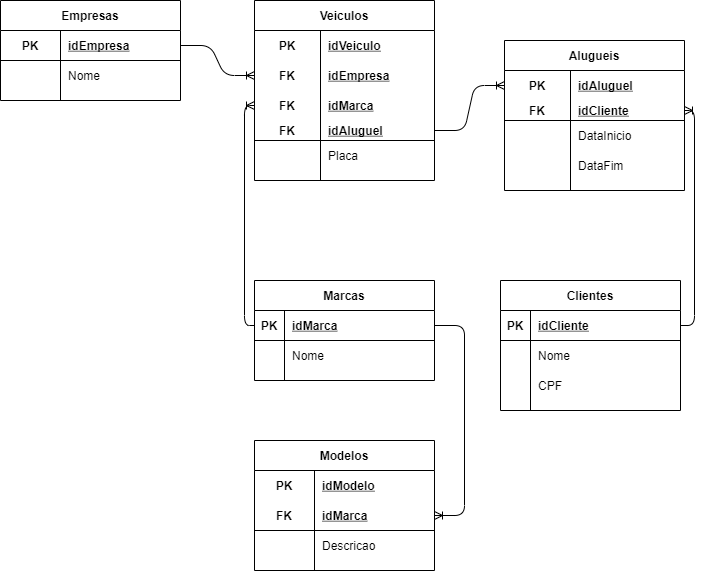 Empresas
PK idEmpresa
Nome
Veiculos
PK idVeiculo
FK idEmpresa
FK idMarca
FK idAluguel
Placa
Alugueis
PK idAluguel
FK idCliente
DataInicio
DataFim
Marcas
PK idMarca
Nome
Clientes
PK idCliente
Nome
CPF
Modelos
PK idModelo
FK idMarca
Descricao